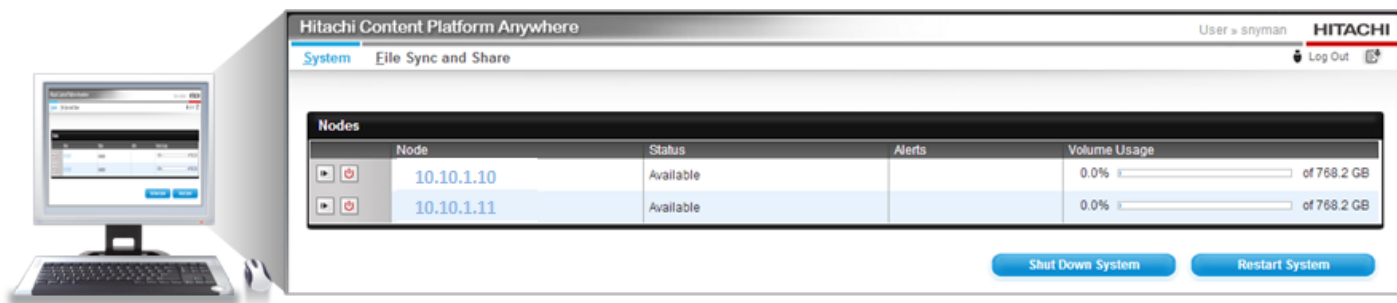 Hitachi Content Platform Anywhere User » snyman HITACHI
System File Sync and Share Log Out
Nodes
Node Status Alerts Volume Usage
10.10.1.10 Available 0.0% of 768.2 GB
10.10.1.11 Available 0.0% of 768.2 GB
Shut Down System Restart System